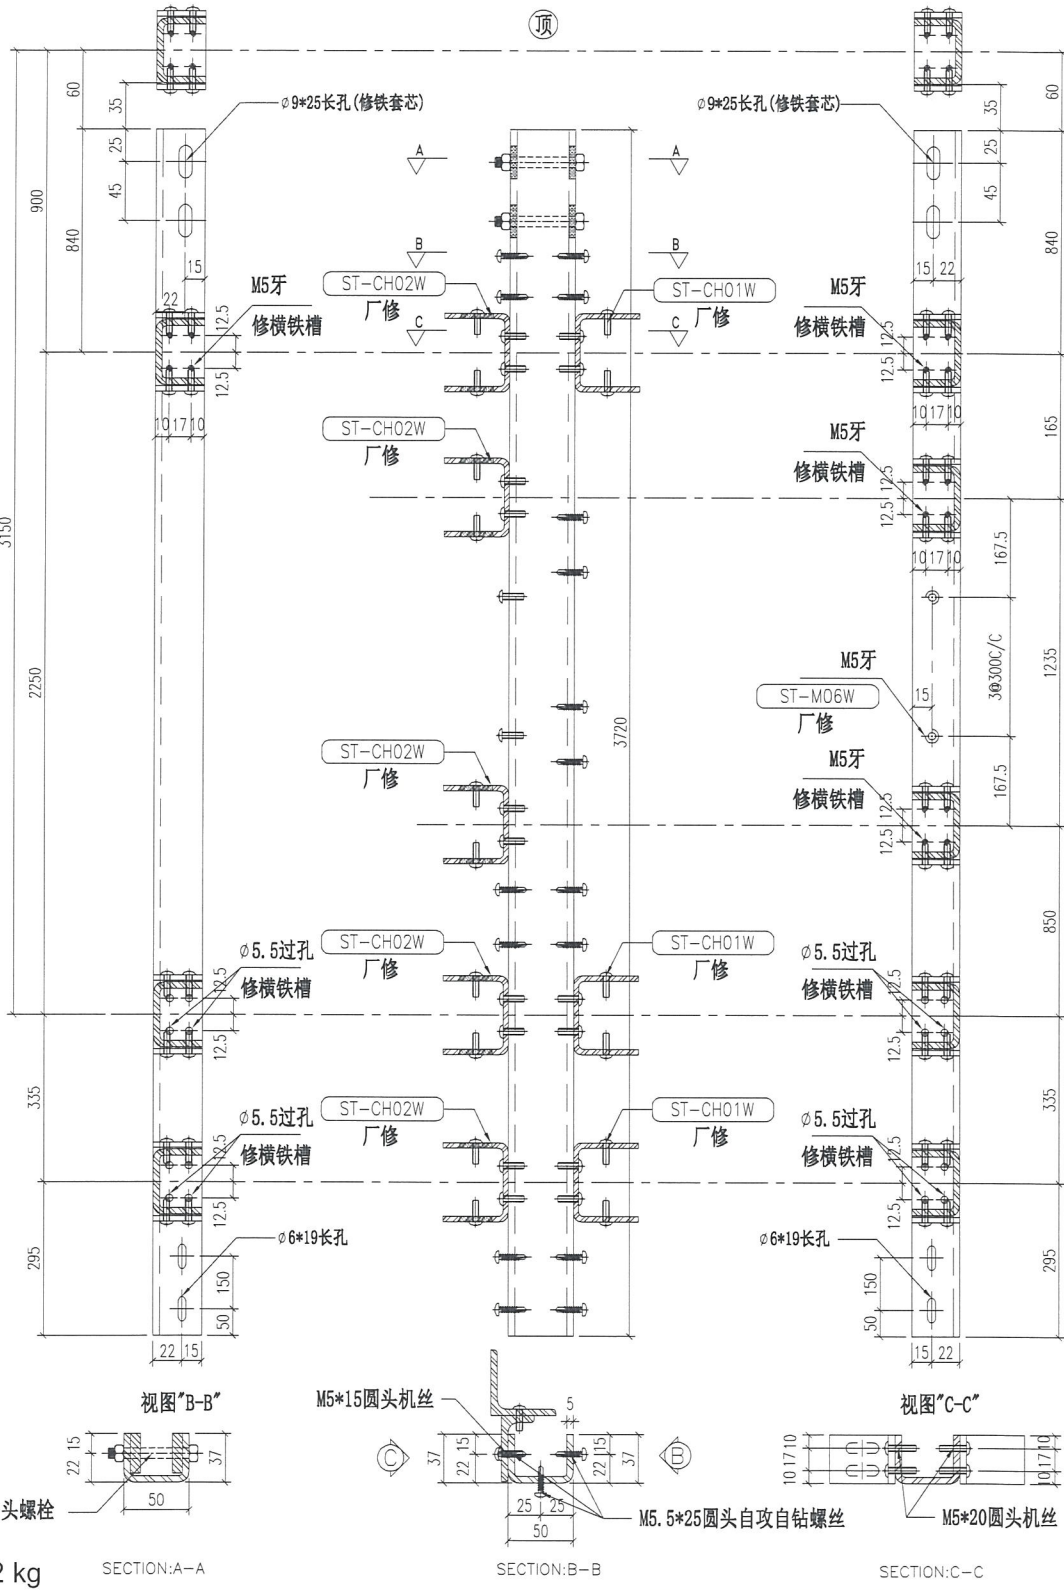 顶
60
35
∅9*25长孔(修铁套芯)
∅9*25长孔(修铁套芯)
35
60
25
A
A
25
900
45
45
840
B
B
840
15
M5牙
ST-CH02W
厂修
ST-CH01W
厂修
15
22
M5牙
22
12.5
修横铁槽
C
C
修横铁槽
12.5
12.5
12.5
10
17
10
10
17
10
ST-CH02W
厂修
M5牙
修横铁槽
165
12.5
12.5
3150
10
17
10
167.5
2250
3@300C/C
1235
M5牙
ST-M06W
厂修
15
3720
ST-CH02W
厂修
M5牙
修横铁槽
167.5
12.5
12.5
850
∅5.5过孔
修横铁槽
ST-CH02W
厂修
ST-CH01W
厂修
∅5.5过孔
修横铁槽
12.5
12.5
12.5
12.5
335
335
∅5.5过孔
修横铁槽
ST-CH02W
厂修
ST-CH01W
厂修
∅5.5过孔
修横铁槽
12.5
12.5
12.5
12.5
∅6*19长孔
∅6*19长孔
295
150
150
295
50
50
22
15
15
22
视图"B-B"
M5*15圆头机丝
5
视图"C-C"
15
22
37
50
头螺栓
C
37
15
22
15
22
37
B
25
25
50
M5.5*25圆头自攻自钻螺丝
10
17
10
10
17
10
M5*20圆头机丝
2 kg
SECTION:A-A
SECTION:B-B
SECTION:C-C